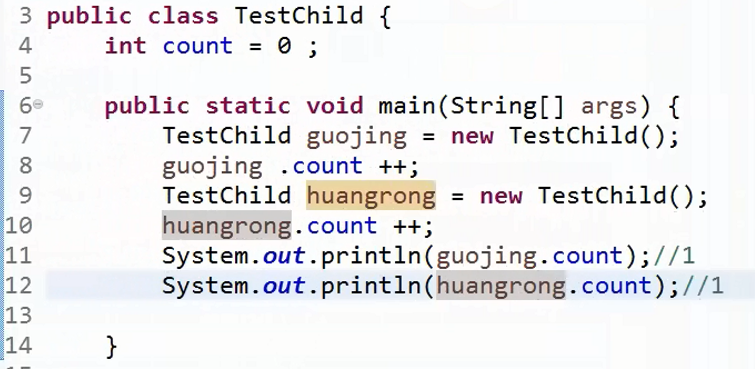 3 public class TestChild {
4 int count = 0 ;
5
6 public static void main(String[] args) {
7 TestChild guojing = new TestChild();
8 guojing .count ++;
9 TestChild huangrong = new TestChild();
10 huangrong.count ++;
11 System.out.println(guojing.count);//1
12 System.out.println(huangrong.count);//1
13
14 }